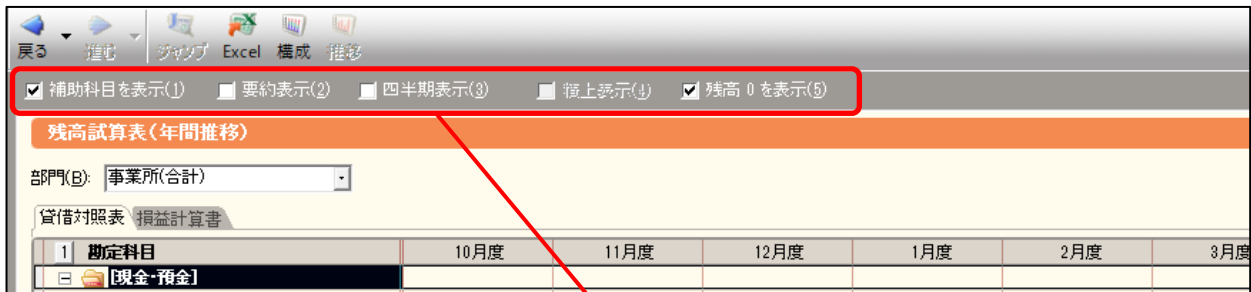 戻る 進む ジャンプ Excel 構成 推移
補助科目を表示(1) 要約表示(2) 四半期表示(3) 積上表示(4) 残高 0 を表示(5)
残高試算表(年間推移)
部門(B): 事業所(合計)
貸借対照表 損益計算書
1 勘定科目 10月度 11月度 12月度 1月度 2月度 3月度
[現金・預金]